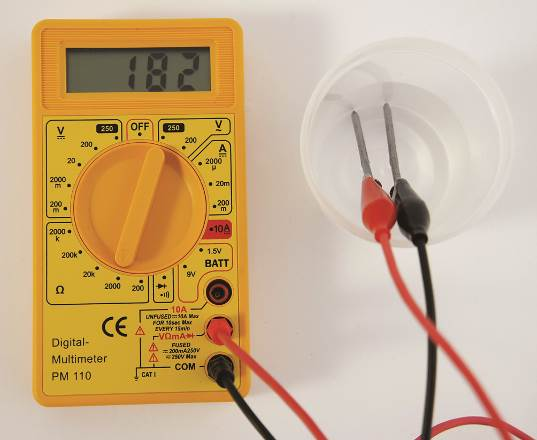 182
V 250 OFF 250 V
200 200 A
20 2000 µ
2000 m 20m
200 m 200 m
2000 k 10A
200k 1.5V
20k 2000 200 BATT
Ω 9V
10A
UNFUSED 10A Max
FOR 10sec Max
EVERY 15min
VΩmA
FUSED
200mA250V
CE
Digital-
Multimeter
PM 110
CAT I COM